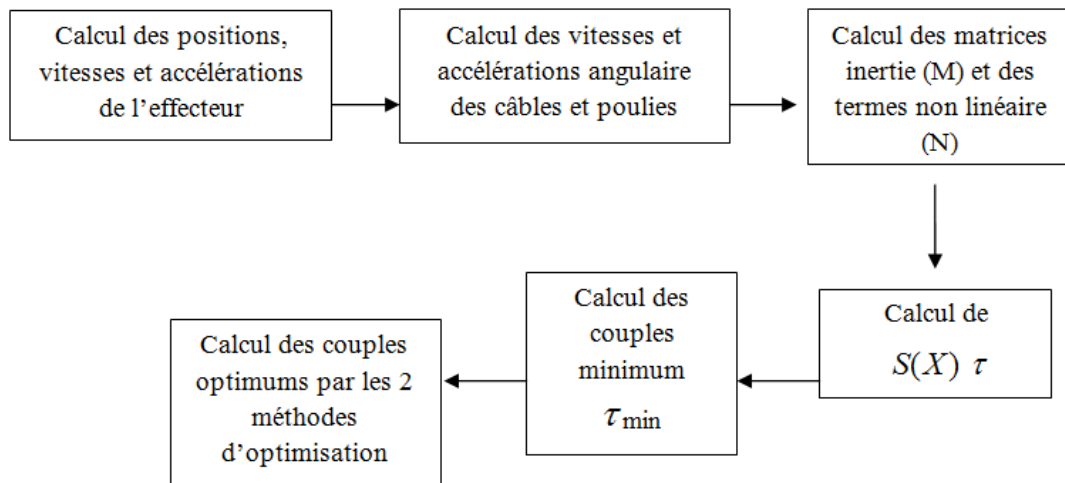 Calcul des positions,
vitesses et accélérations
de l'effecteur
Calcul des vitesses et
accélérations angulaire
des câbles et poulies
Calcul des matrices
inertie (M) et des
termes non linéaire
(N)
Calcul de
S(X) τ
Calcul des
couples
minimum
τ min
Calcul des couples
optimums par les 2
méthodes
d'optimisation